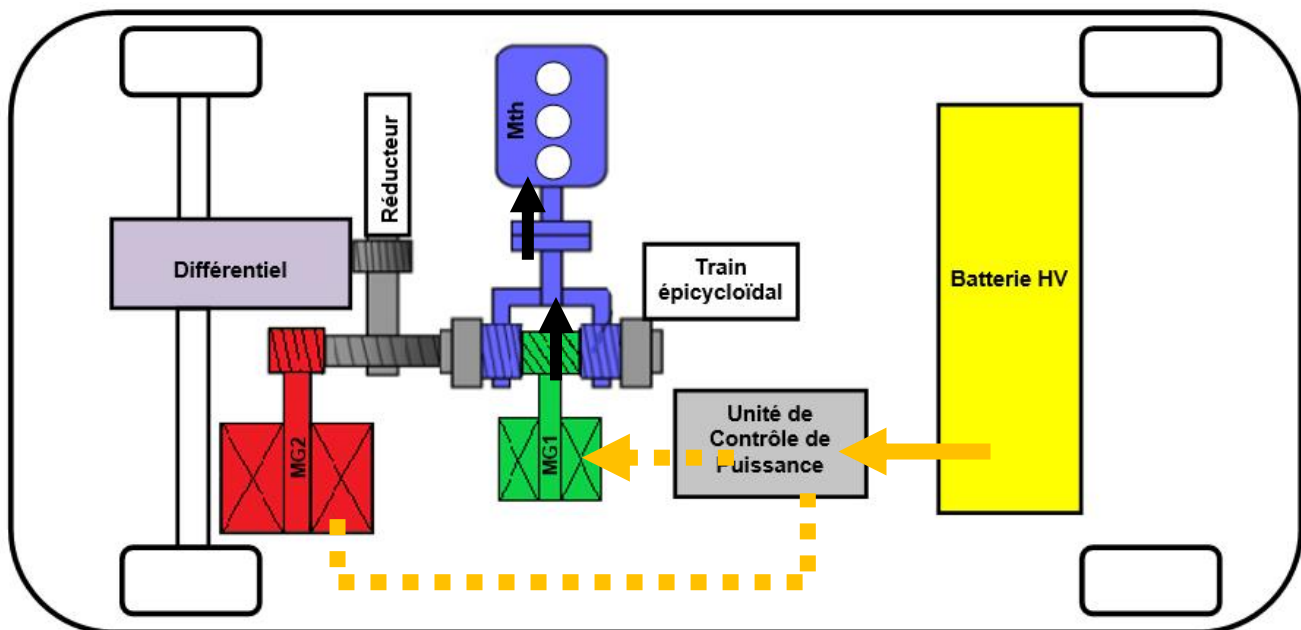 Mth
Réducteur
Différentiel
Train
épicycloïdal
Batterie HV
MG2
MG1
Unité de
Contrôle de
Puissance